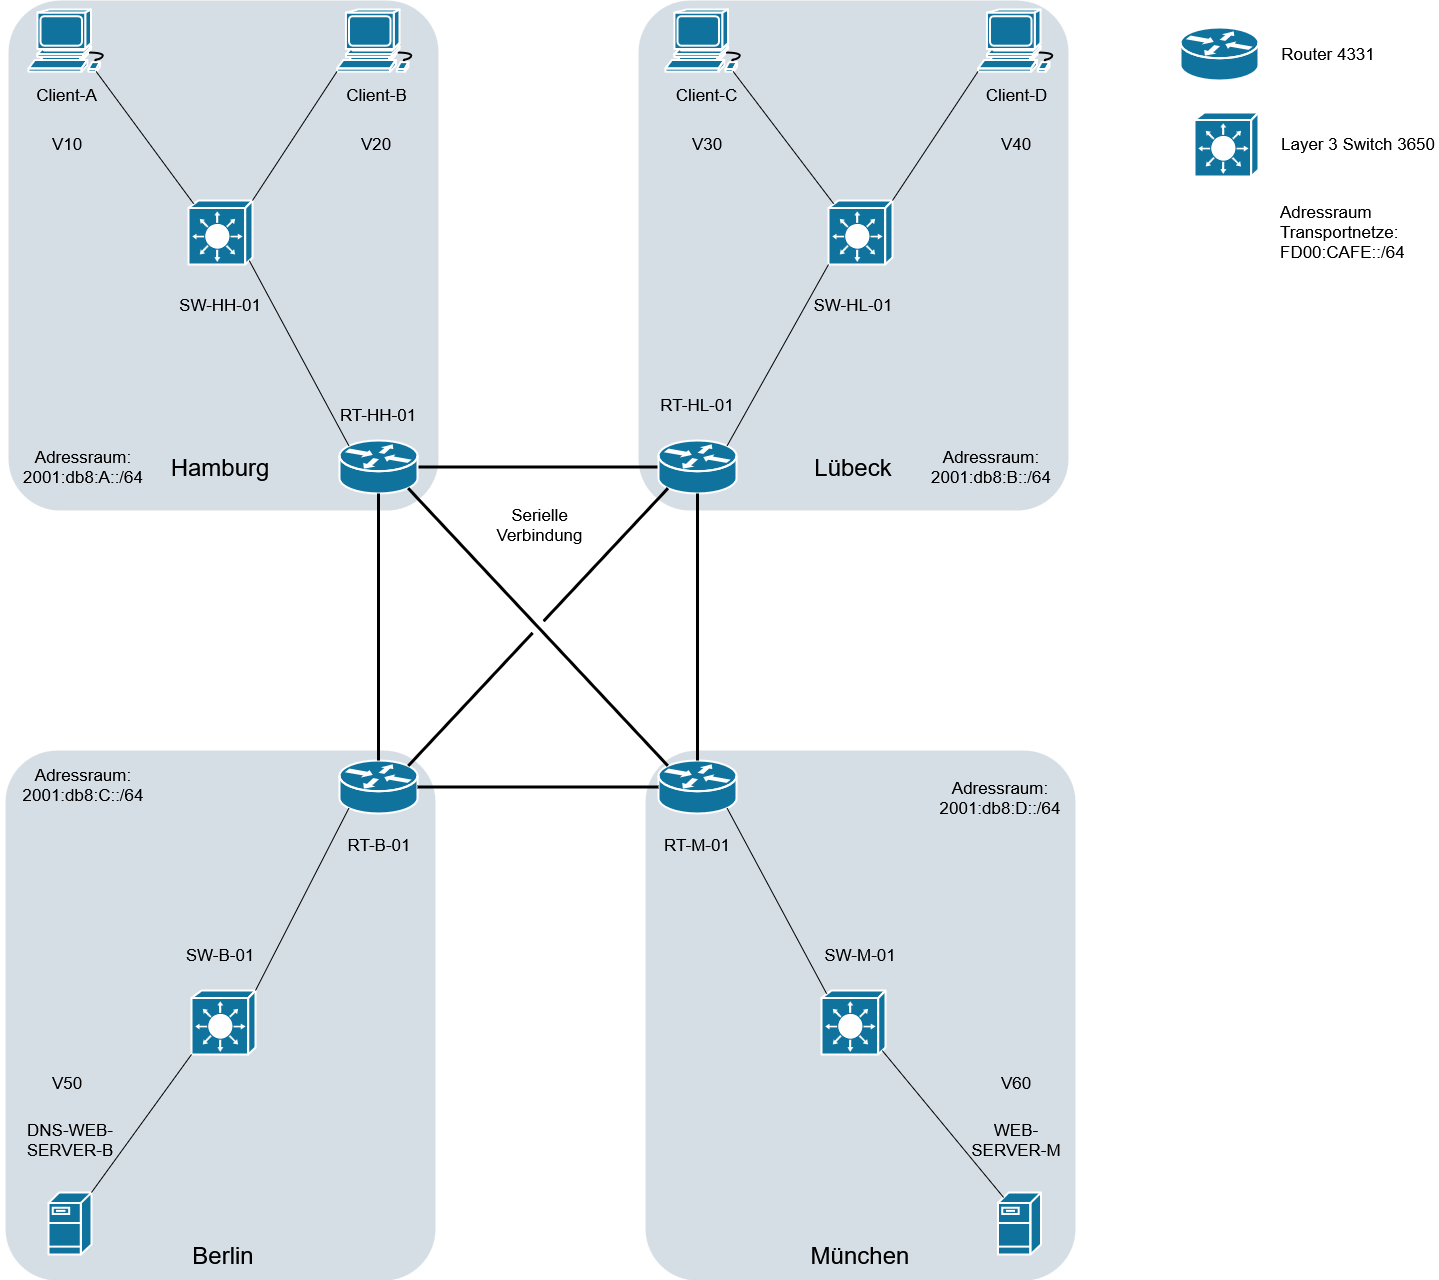 Client-A
Client-B
Client-C
Client-D
Router 4331
V10
V20
V30
V40
Layer 3 Switch 3650
Adressraum
Transportnetze:
FD00:CAFE::/64
SW-HH-01
SW-HL-01
RT-HH-01
RT-HL-01
Adressraum:
2001:db8:A::/64
Hamburg
Lübeck
Adressraum:
2001:db8:B::/64
Serielle
Verbindung
Adressraum:
2001:db8:C::/64
Adressraum:
2001:db8:D::/64
RT-B-01
RT-M-01
SW-B-01
SW-M-01
V50
V60
DNS-WEB-
SERVER-B
WEB-
SERVER-M
Berlin
München